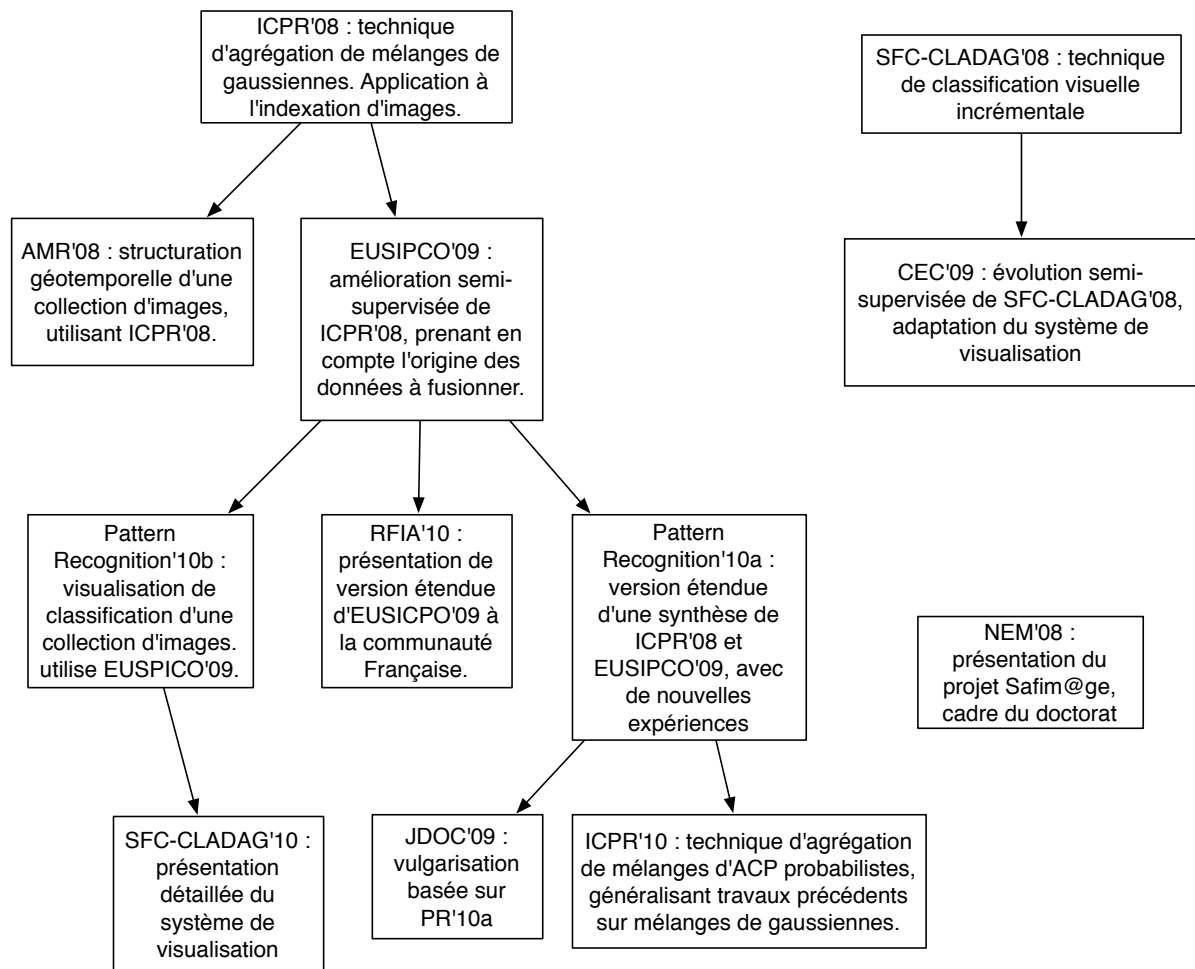 ICPR'08 : technique
d'agrégation de mélanges de
gaussiennes. Application à
l'indexation d'images.
SFC-CLADAG'08 : technique
de classification visuelle
incrémentale
AMR'08 : structuration
géotemporelle d'une
collection d'images,
utilisant ICPR'08.
EUSIPCO'09 :
amélioration semi-
supervisée de
ICPR'08, prenant en
compte l'origine des
données à fusionner.
CEC'09 : évolution semi-
supervisée de SFC-CLADAG'08,
adaptation du système de
visualisation
Pattern
Recognition'10b :
visualisation de
classification d'une
collection d'images.
utilise EUSPICO'09.
RFIA'10 :
présentation de
version étendue
d'EUSICPO'09 à
la communauté
Française.
Pattern
Recognition'10a :
version étendue
d'une synthèse de
ICPR'08 et
EUSIPCO'09, avec
de nouvelles
expériences
NEM'08 :
présentation du
projet Safim@ge,
cadre du doctorat
SFC-CLADAG'10 :
présentation
détaillée du
système de
visualisation
JDOC'09 :
vulgarisation
basée sur
PR'10a
ICPR'10 : technique d'agrégation
de mélanges d'ACP probabilistes,
généralisant travaux précédents
sur mélanges de gaussiennes.